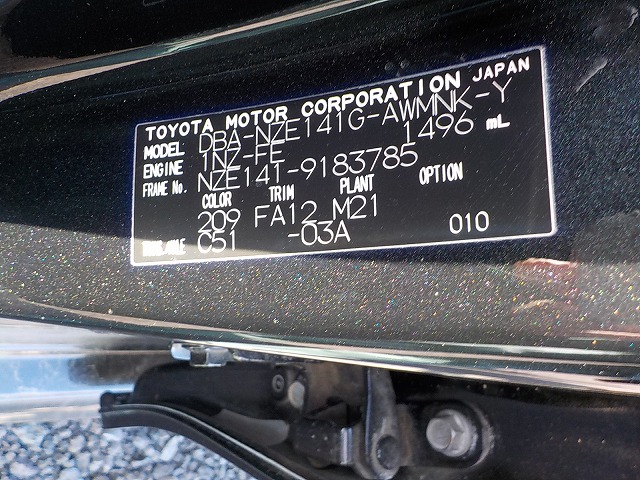 TOYOTA MOTOR CORPORATION JAPAN
MODEL DBA-NZE141G-AWMNK-Y
ENGINE 1NZ-FE 1496 mL
FRAME No. NZE141-9183785
COLOR TRIM PLANT OPTION
209 FA12 M21
C51 -03A 010